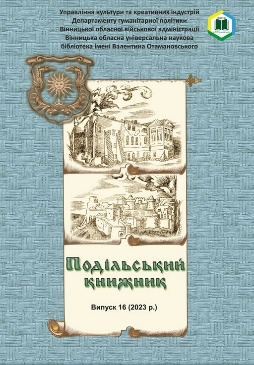 Управління культури та креативних індустрій
Департаменту гуманітарної політики
Вінницької обласної військової адміністрації
Вінницька обласна універсальна наукова
бібліотека імені Валентина Отамановського
Подільський
книжник
Випуск 16 (2023 р.)